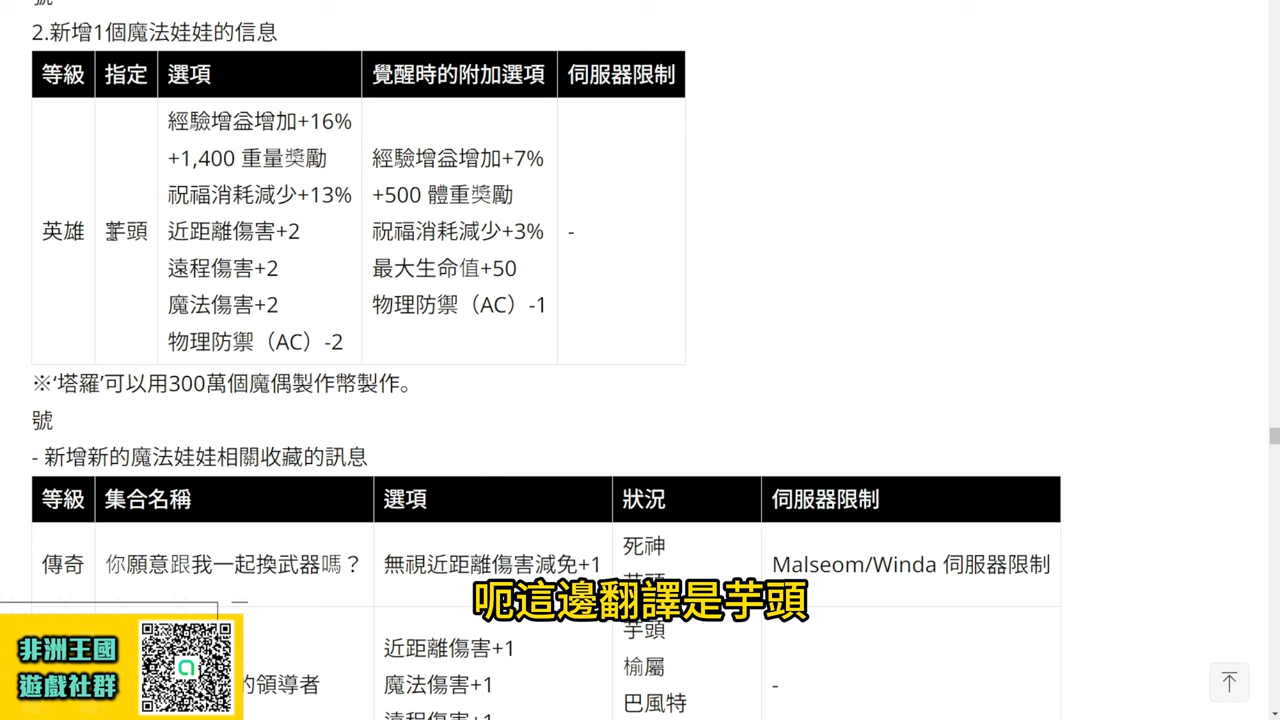 號
2.新增1個魔法娃娃的信息
等級 指定 選項 覺醒時的附加選項 伺服器限制
經驗增益增加+16%
+1,400 重量獎勵
祝福消耗減少+13%
英雄 芋頭 近距離傷害+2
遠程傷害+2
魔法傷害+2
物理防禦（AC）-2
經驗增益增加+7%
+500 體重獎勵
祝福消耗減少+3%
最大生命值+50
物理防禦（AC）-1
-
※‘塔羅’可以用300萬個魔偶製作幣製作。
號
- 新增新的魔法娃娃相關收藏的訊息
等級 集合名稱 選項 狀況 伺服器限制
傳奇 你願意跟我一起換武器嗎？ 無視近距離傷害減免+1
死神
Malseom/Winda 伺服器限制
呃這邊翻譯是芋頭
的領導者
近距離傷害+1
魔法傷害+1
遠程傷害+1
芋頭
榆屬
巴風特
-
非洲王國
遊戲社群